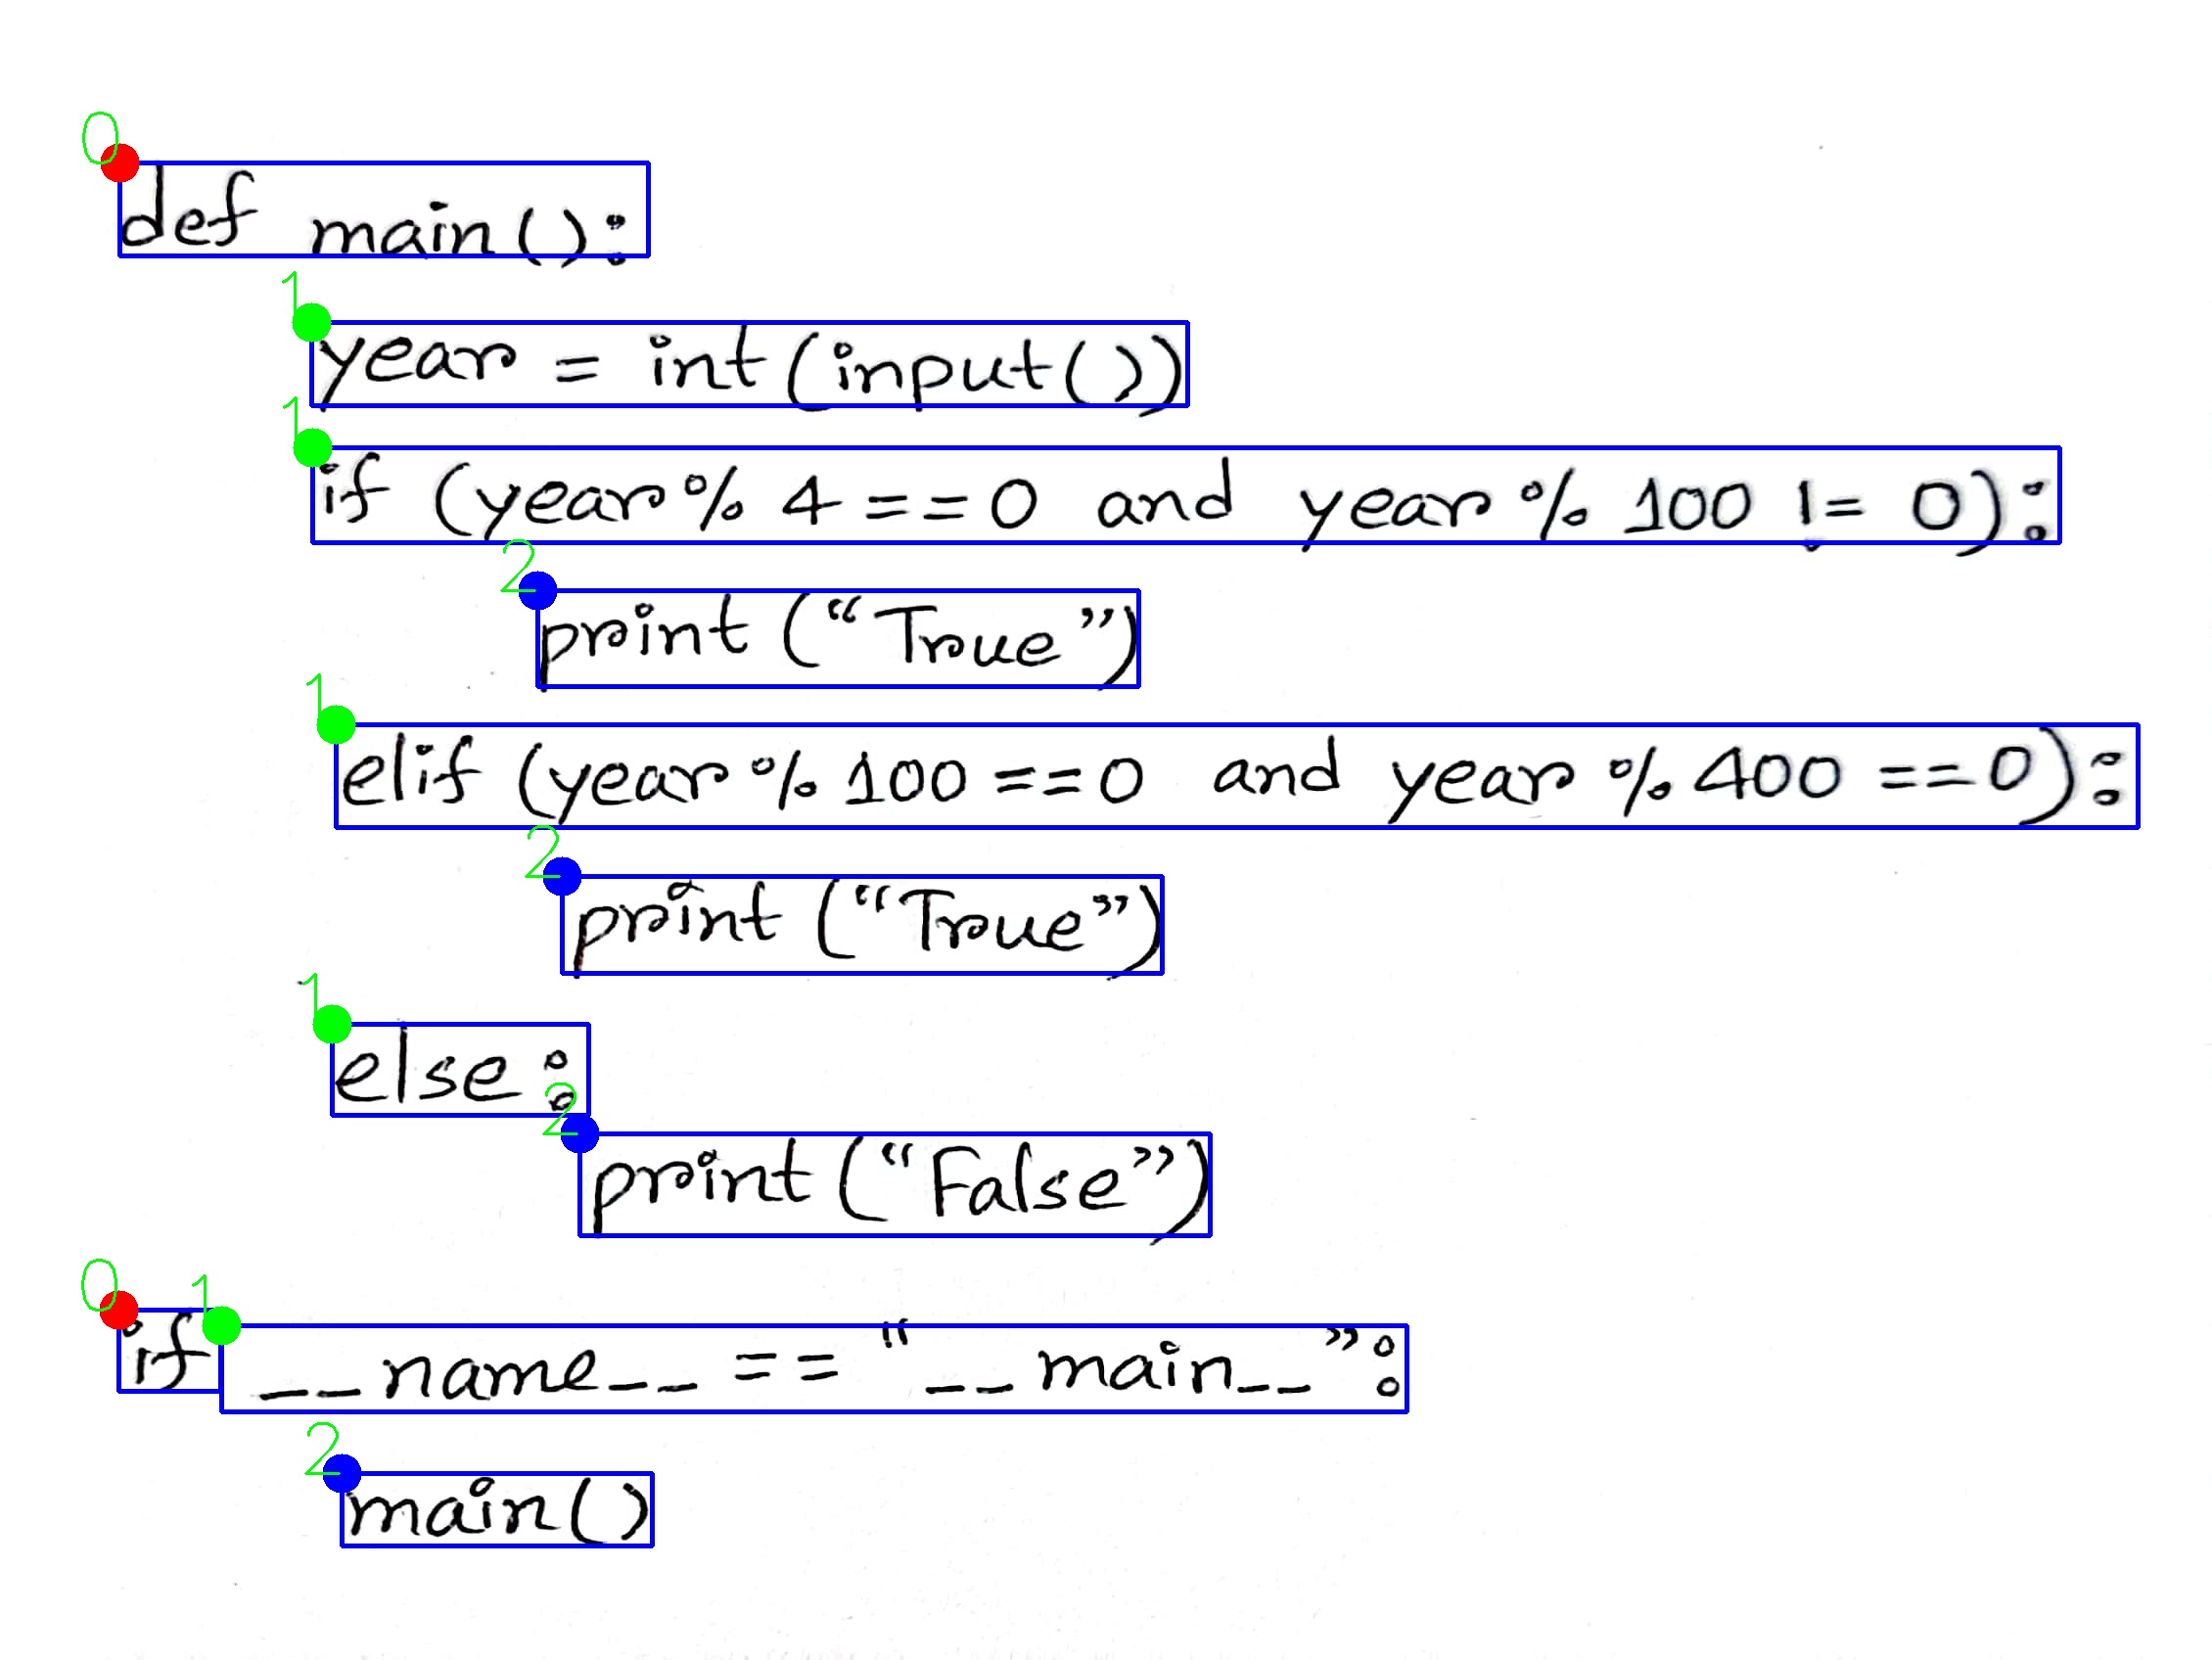 0
def main():
1
year = int(input())
1
if (year % 4 == 0 and year % 100 != 0):
2
print (“True”)
1
elif (year % 100 == 0 and year % 400 == 0):
2
print (“True”)
1
else :
2
print (“False”)
0 1
if __name__ == “__main__”:
2
main()